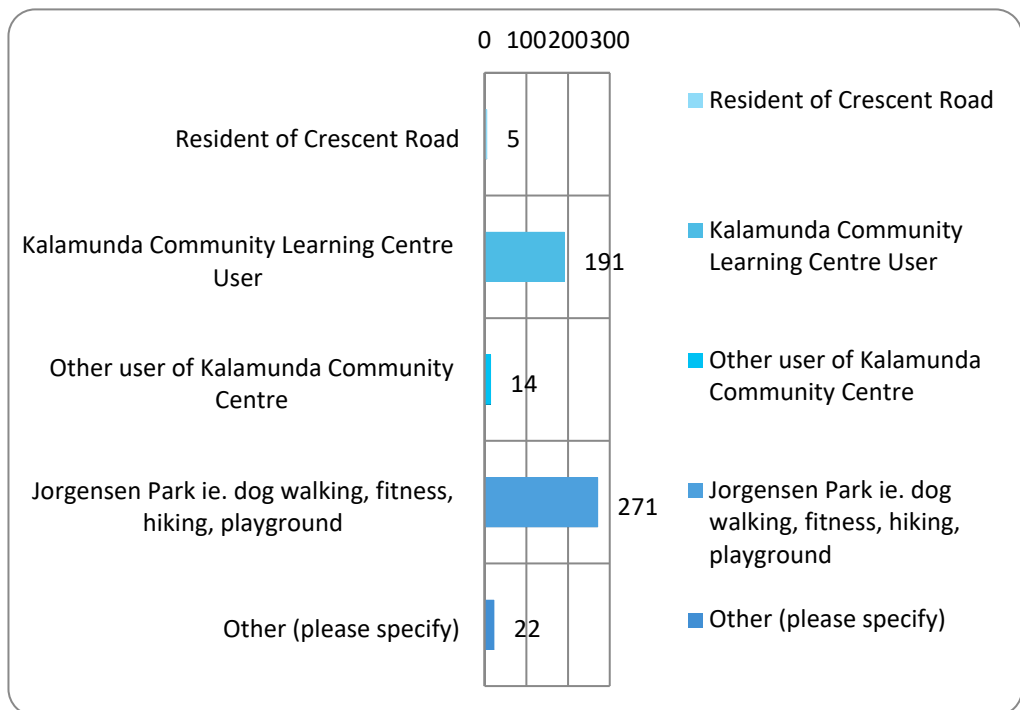 0 100 200 300
Resident of Crescent Road
5
Kalamunda Community Learning Centre
User
191
Other user of Kalamunda Community
Centre
14
Jorgensen Park ie. dog walking, fitness,
hiking, playground
271
Other (please specify)
22
Resident of Crescent Road
Kalamunda Community
Learning Centre User
Other user of Kalamunda
Community Centre
Jorgensen Park ie. dog
walking, fitness, hiking,
playground
Other (please specify)